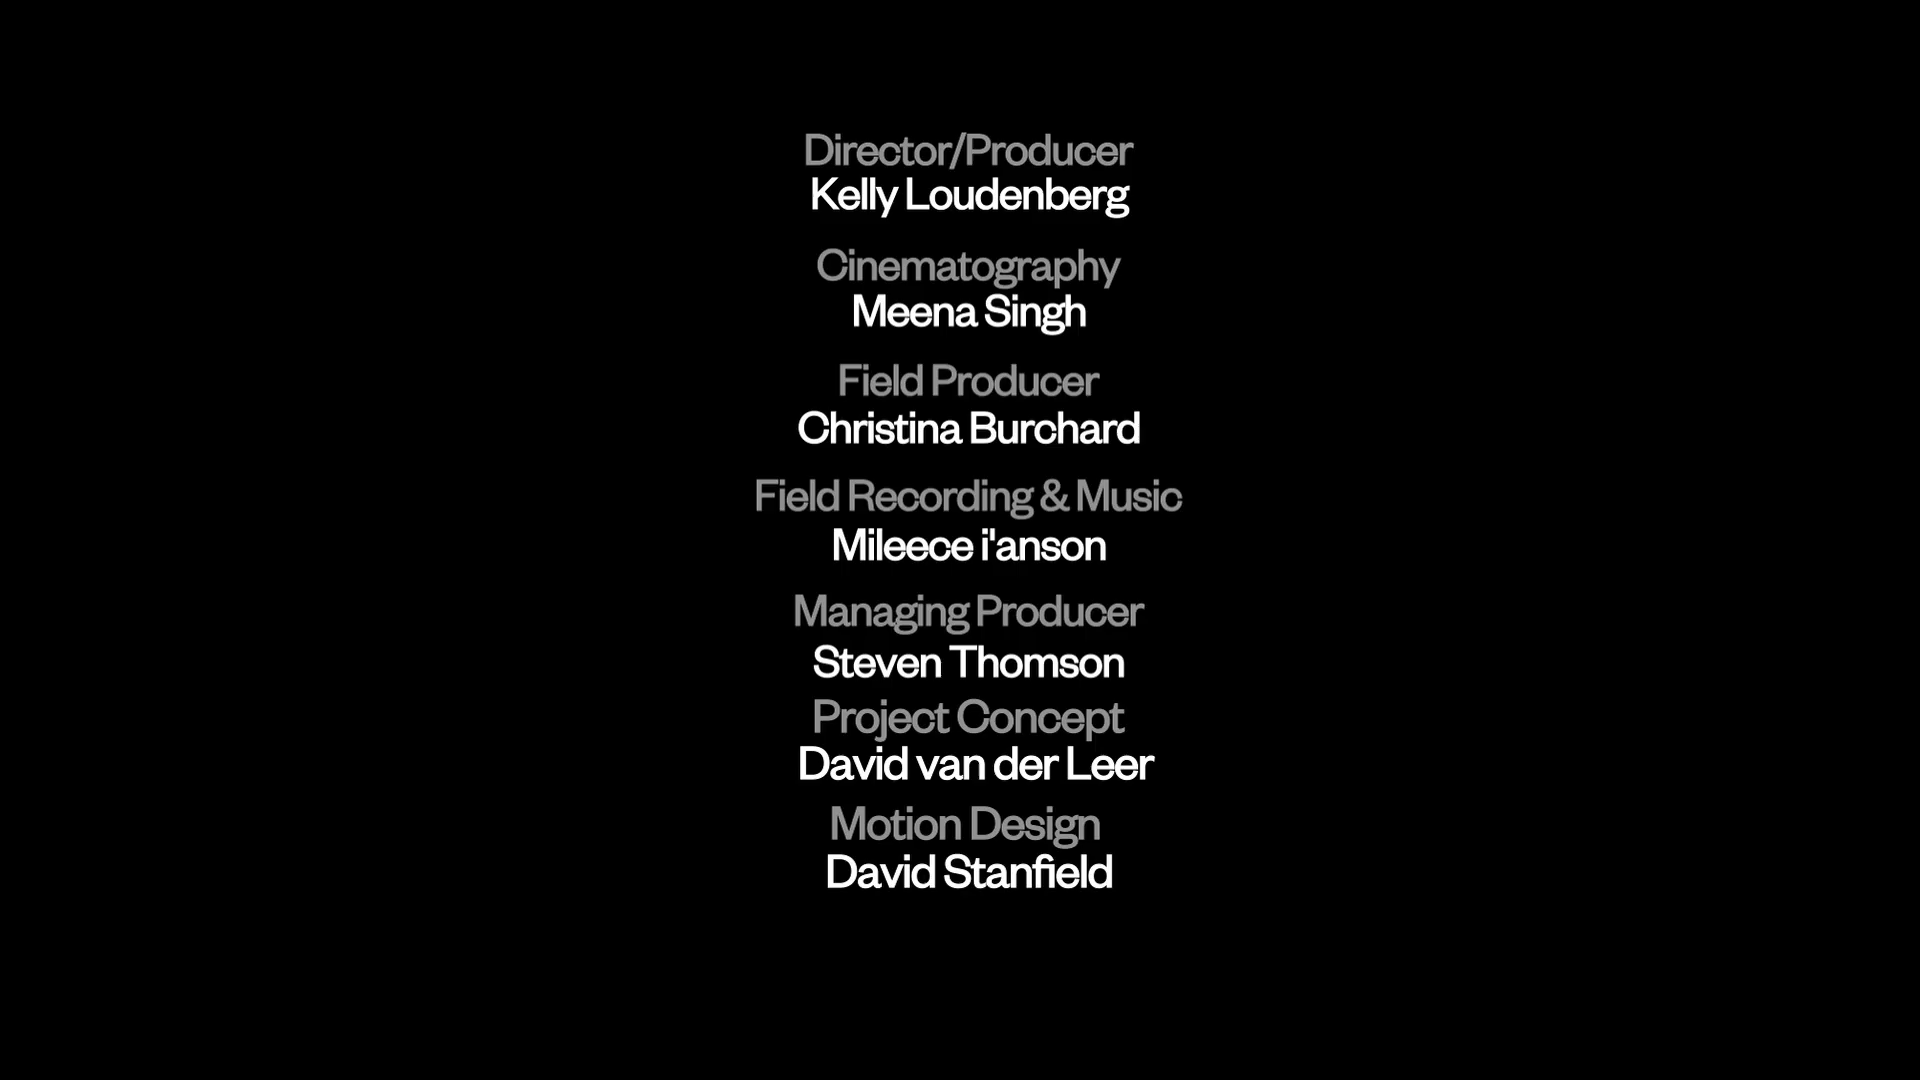 Director/Producer
Kelly Loudenberg
Cinematography
Meena Singh
Field Producer
Christina Burchard
Field Recording & Music
Mileece i'anson
Managing Producer
Steven Thomson
Project Concept
David van der Leer
Motion Design
David Stanfield